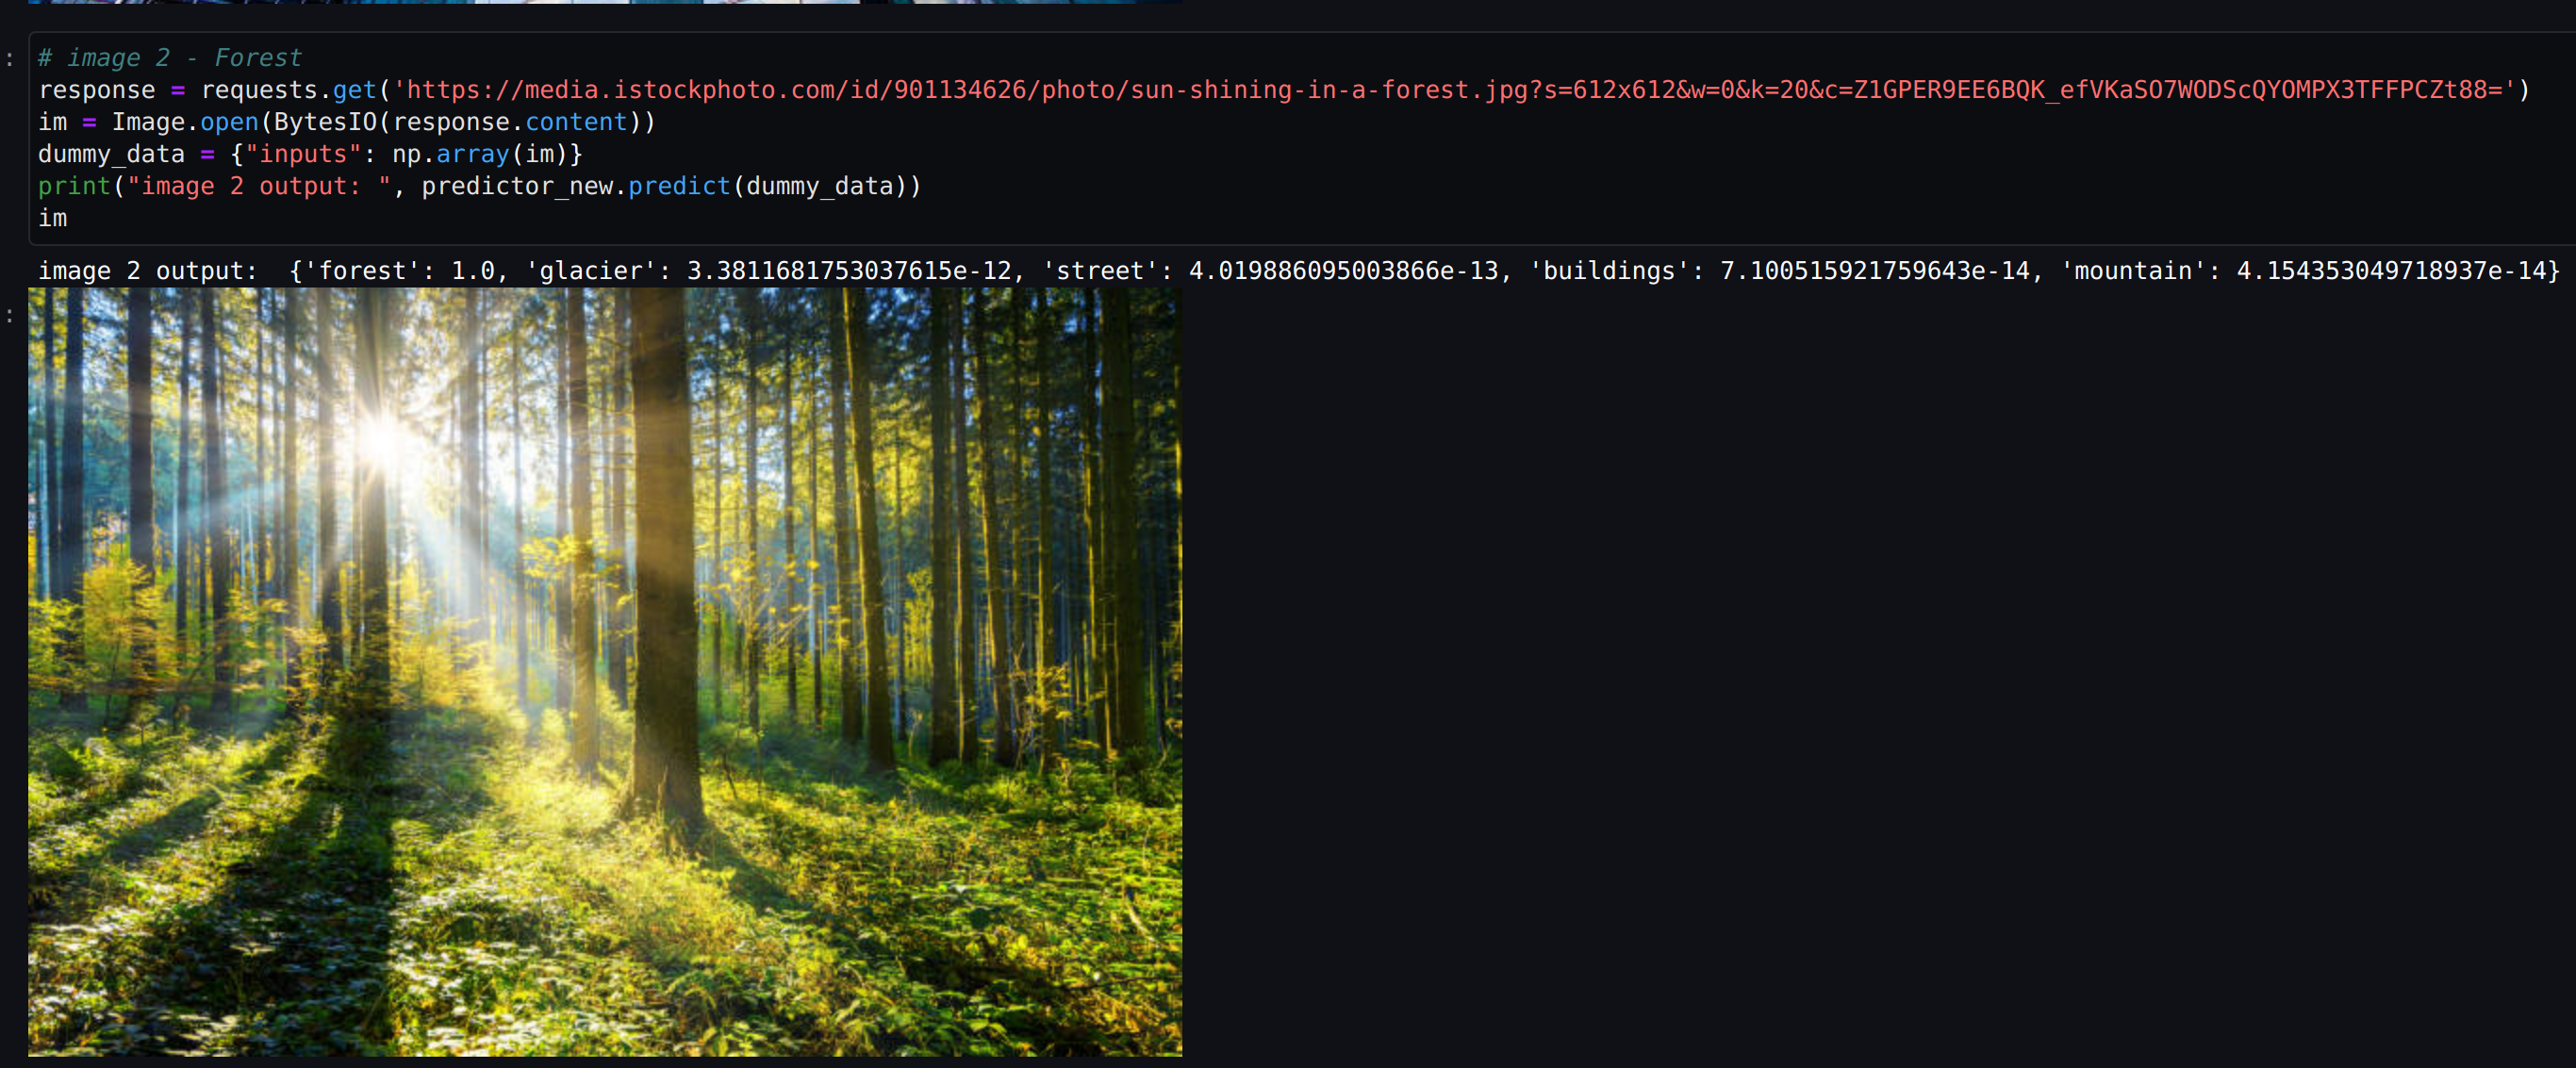 # image 2 - Forest
response = requests.get('https://media.istockphoto.com/id/901134626/photo/sun-shining-in-a-forest.jpg?s=612x612&w=0&k=20&c=Z1GPER9EE6BQK_efVKaSO7WODScQYOMPX3TFFPCZt88=')
im = Image.open(BytesIO(response.content))
dummy_data = {"inputs": np.array(im)}
print("image 2 output: ", predictor_new.predict(dummy_data))
im
image 2 output:  {'forest': 1.0, 'glacier': 3.3811681753037615e-12, 'street': 4.019886095003866e-13, 'buildings': 7.100515921759643e-14, 'mountain': 4.154353049718937e-14}